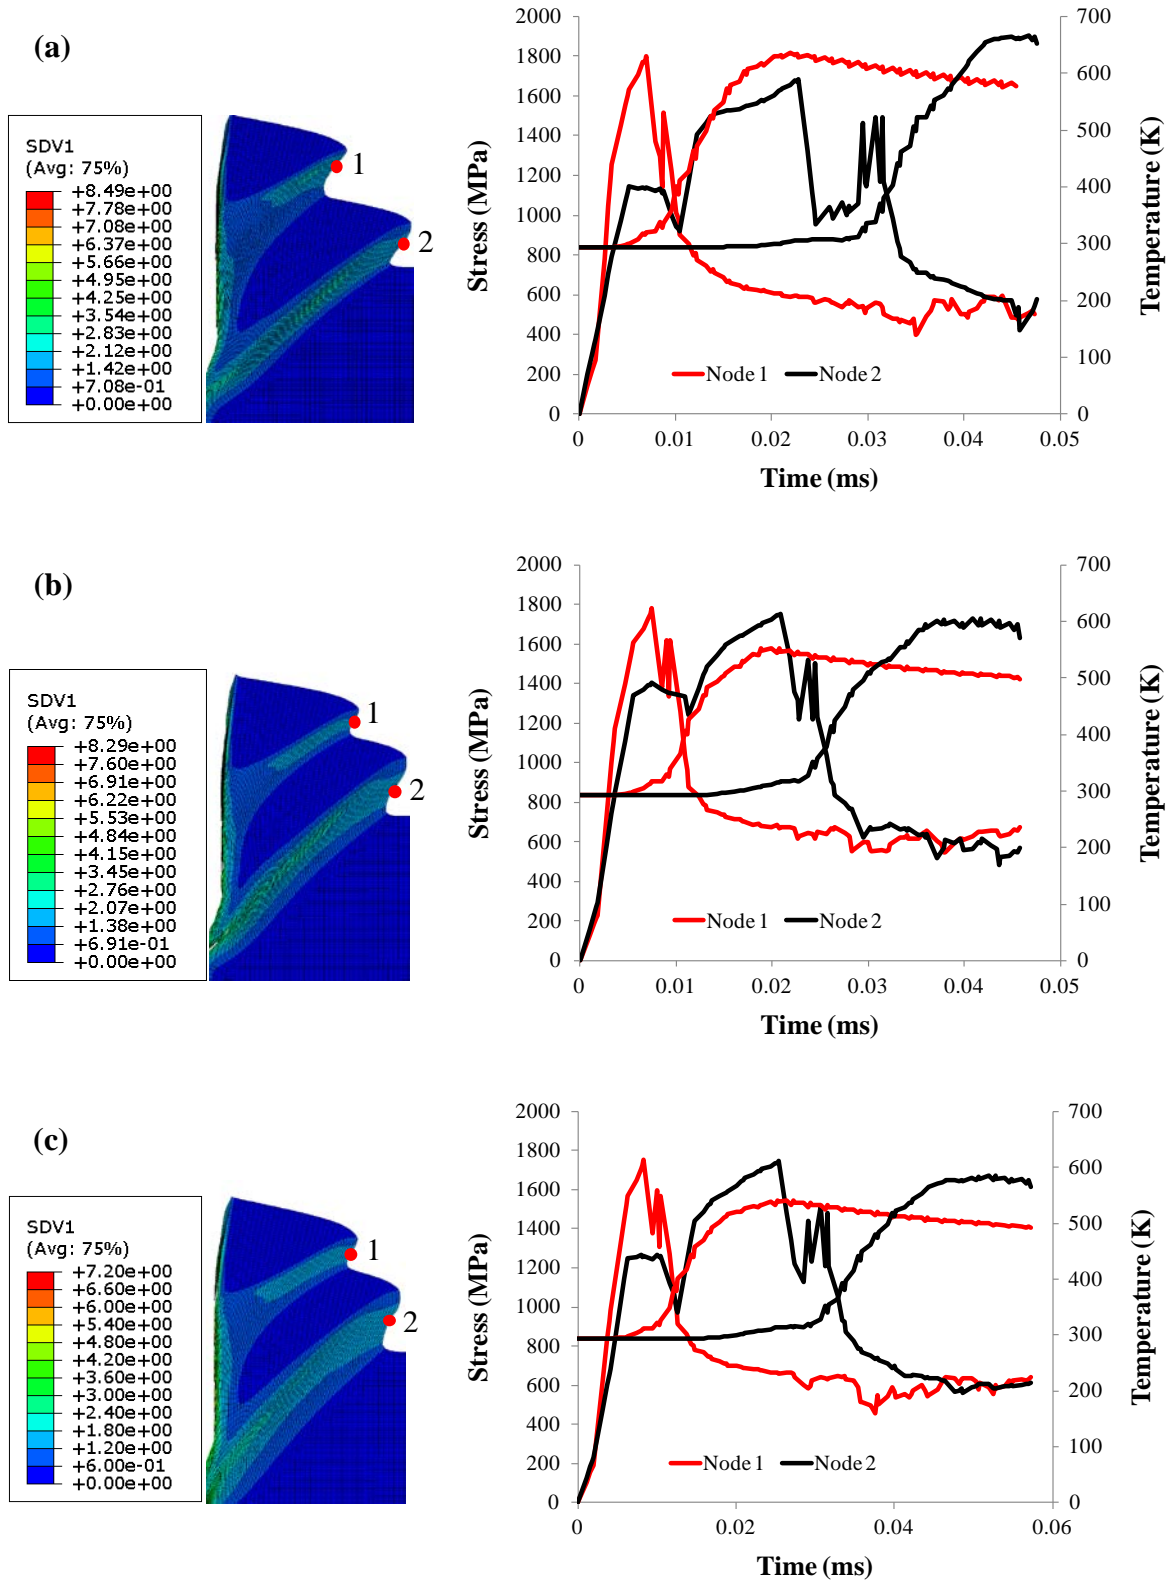 (a)
SDV1
(Avg: 75%)
+8.49e+00
+7.78e+00
+7.08e+00
+6.37e+00
+5.66e+00
+4.95e+00
+4.25e+00
+3.54e+00
+2.83e+00
+2.12e+00
+1.42e+00
+7.08e-01
+0.00e+00
1
2
Stress (MPa)
2000
1800
1600
1400
1200
1000
800
600
400
200
0
Node 1
Node 2
700
600
500
400
300
200
100
0
Temperature (K)
0
0.01
0.02
0.03
0.04
0.05
Time (ms)
(b)
SDV1
(Avg: 75%)
+8.29e+00
+7.60e+00
+6.91e+00
+6.22e+00
+5.53e+00
+4.84e+00
+4.15e+00
+3.45e+00
+2.76e+00
+2.07e+00
+1.38e+00
+6.91e-01
+0.00e+00
1
2
Stress (MPa)
2000
1800
1600
1400
1200
1000
800
600
400
200
0
Node 1
Node 2
700
600
500
400
300
200
100
0
Temperature (K)
0
0.01
0.02
0.03
0.04
0.05
Time (ms)
(c)
SDV1
(Avg: 75%)
+7.20e+00
+6.60e+00
+6.00e+00
+5.40e+00
+4.80e+00
+4.20e+00
+3.60e+00
+3.00e+00
+2.40e+00
+1.80e+00
+1.20e+00
+6.00e-01
+0.00e+00
1
2
Stress (MPa)
2000
1800
1600
1400
1200
1000
800
600
400
200
0
Node 1
Node 2
700
600
500
400
300
200
100
0
Temperature (K)
0
0.02
0.04
0.06
Time (ms)